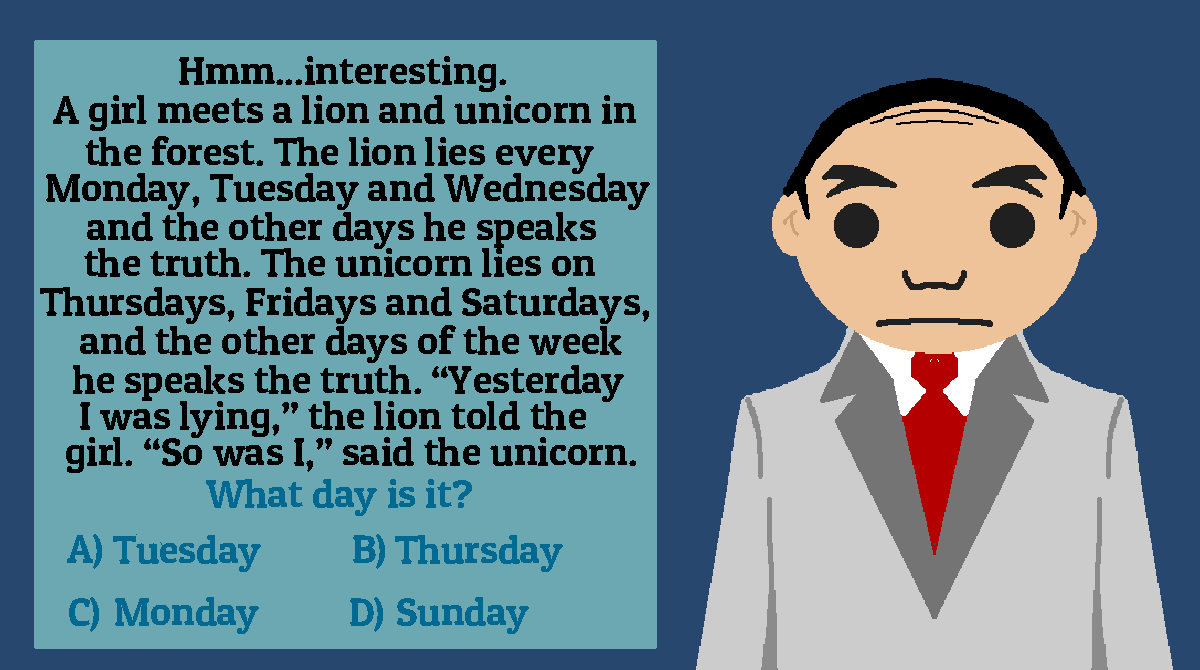 Hmm...interesting.
A girl meets a lion and unicorn in
the forest. The lion lies every
Monday, Tuesday and Wednesday
and the other days he speaks
the truth. The unicorn lies on
Thursdays, Fridays and Saturdays,
and the other days of the week
he speaks the truth. “Yesterday
I was lying,” the lion told the
girl. “So was I,” said the unicorn.
What day is it?
A) Tuesday B) Thursday
C) Monday D) Sunday